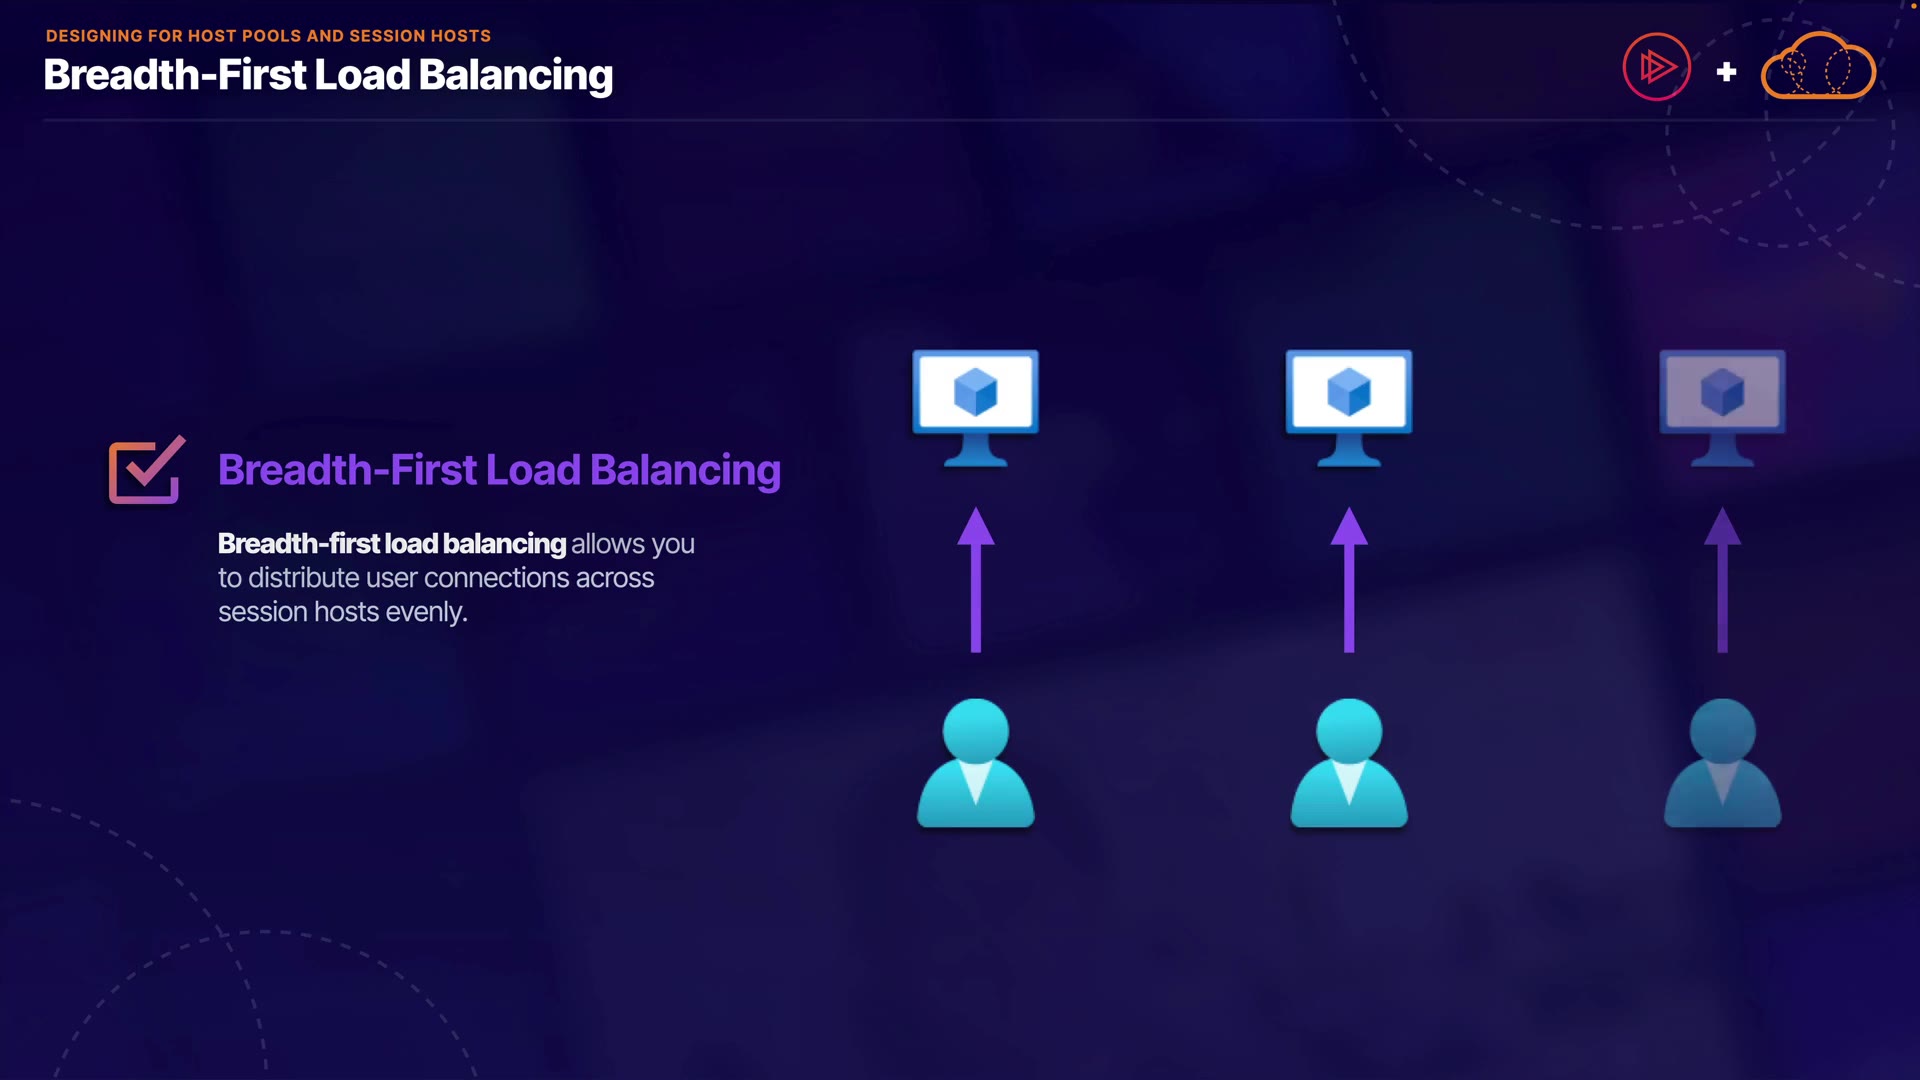 DESIGNING FOR HOST POOLS AND SESSION HOSTS
Breadth-First Load Balancing
Breadth-First Load Balancing
Breadth-first load balancing allows you
to distribute user connections across
session hosts evenly.